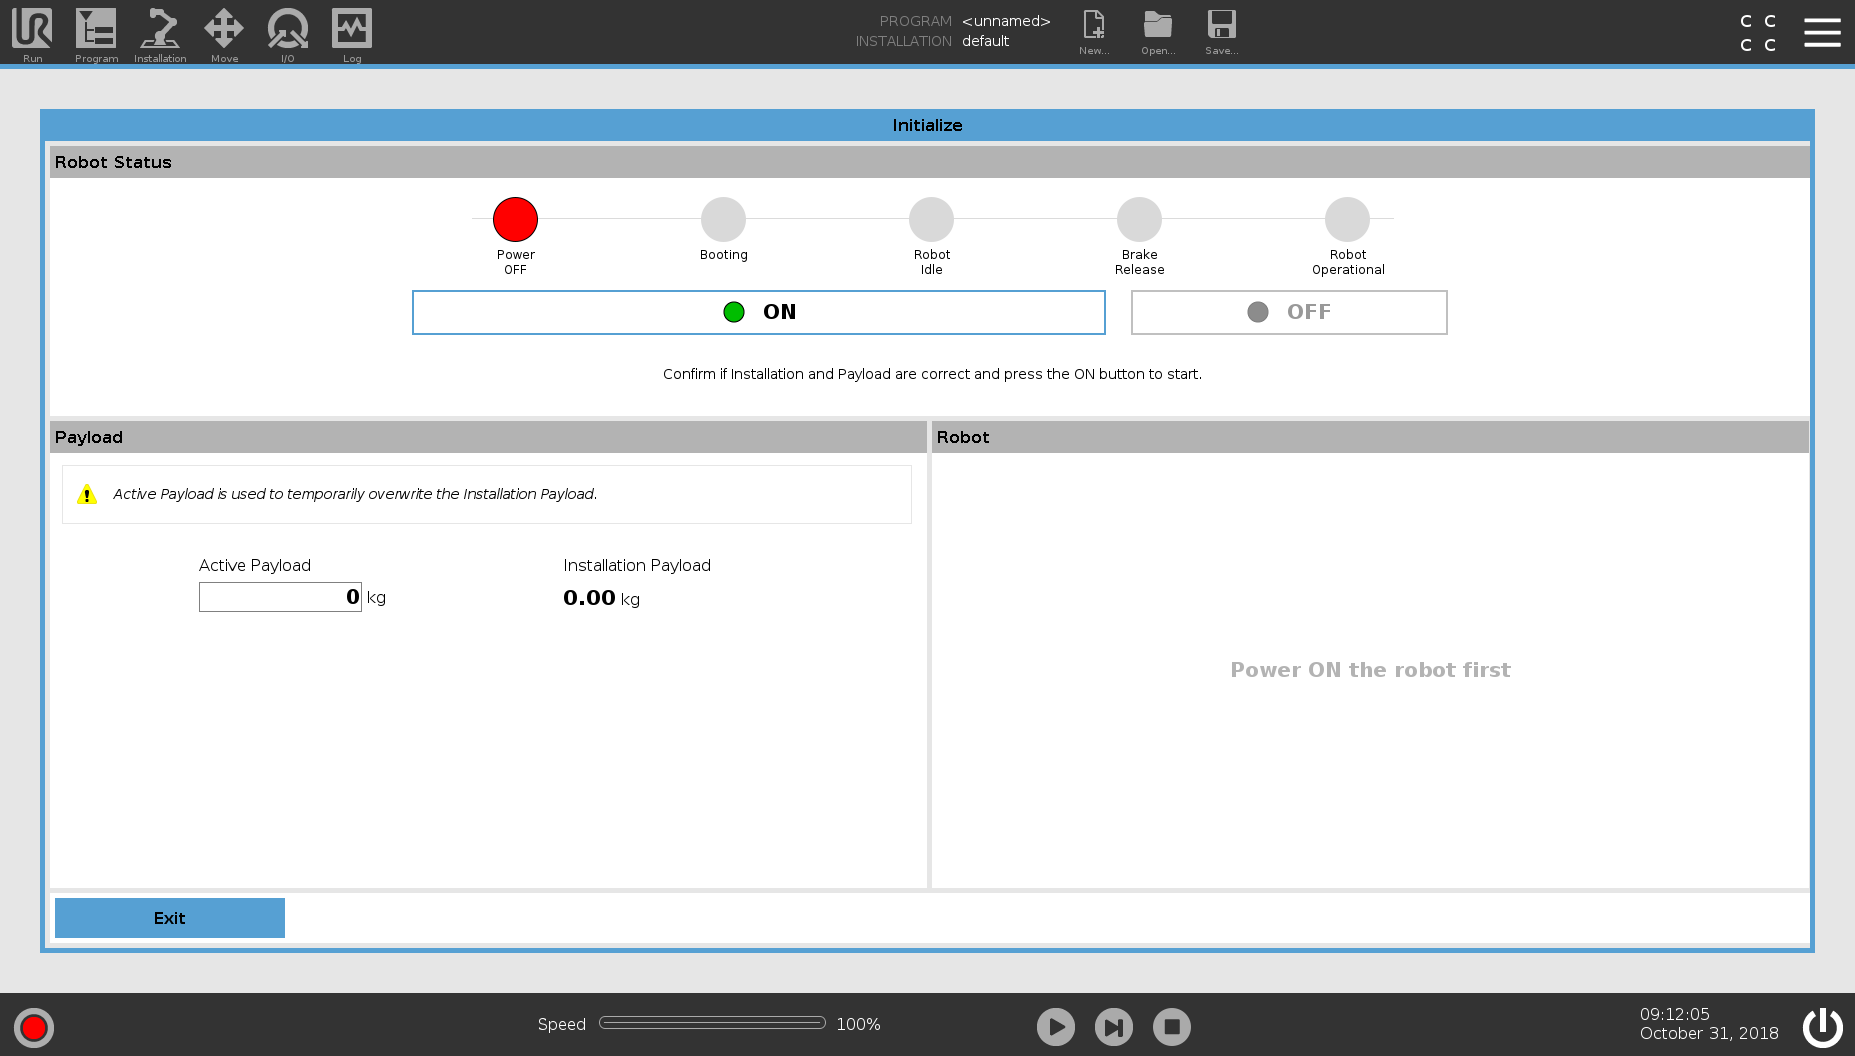 Run Program Installation Move I/O Log
PROGRAM <unnamed>
INSTALLATION default
New... Open... Save...
C C
C C
Initialize
Robot Status
Power OFF
Booting
Robot Idle
Brake Release
Robot Operational
ON
OFF
Confirm if Installation and Payload are correct and press the ON button to start.
Payload
Active Payload is used to temporarily overwrite the Installation Payload.
Active Payload
0 kg
Installation Payload
0.00 kg
Robot
Power ON the robot first
Exit
Speed 100%
09:12:05
October 31, 2018